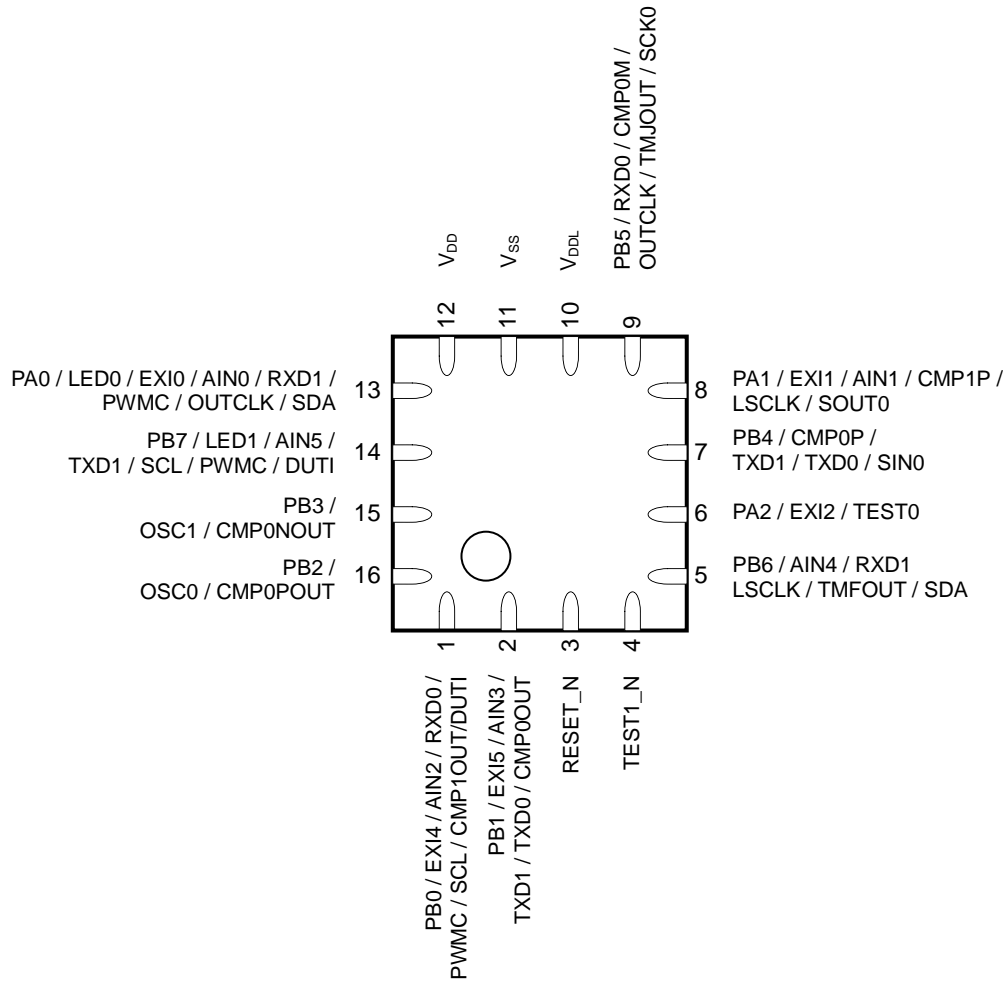 PB5 / RXD0 / CMP0M /
OUTCLK / TMJOUT / SCK0
VDD
VSS
VDDL
12
11
10
9
PA0 / LED0 / EXI0 / AIN0 / RXD1 /
PWMC / OUTCLK / SDA
13
PB7 / LED1 / AIN5 /
TXD1 / SCL / PWMC / DUTI
14
PB3 /
OSC1 / CMP0NOUT
15
PB2 /
OSC0 / CMP0POUT
16
8
PA1 / EXI1 / AIN1 / CMP1P /
LSCLK / SOUT0
7
PB4 / CMP0P /
TXD1 / TXD0 / SIN0
6
PA2 / EXI2 / TEST0
5
PB6 / AIN4 / RXD1
LSCLK / TMFOUT / SDA
1
2
3
4
PB0 / EXI4 / AIN2 / RXD0 /
PWMC / SCL / CMP1OUT/DUTI
PB1 / EXI5 / AIN3 /
TXD1 / TXD0 / CMP0OUT
RESET_N
TEST1_N